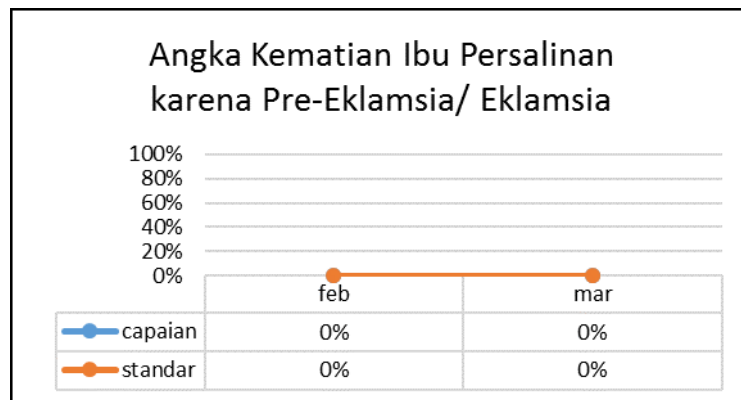 Angka Kematian Ibu Persalinan
karena Pre-Eklamsia/ Eklamsia
100%
80%
60%
40%
20%
0%
feb mar
capaian 0% 0%
standar 0% 0%